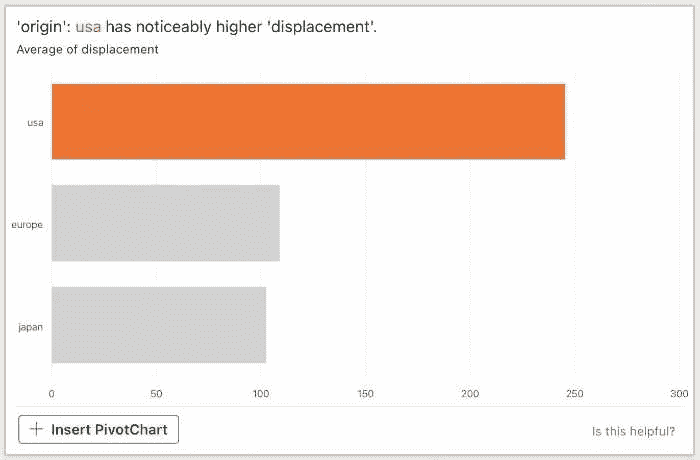 'origin': usa has noticeably higher 'displacement'.
Average of displacement
usa
europe
japan
0 50 100 150 200 250 300
+ Insert PivotChart
Is this helpful?